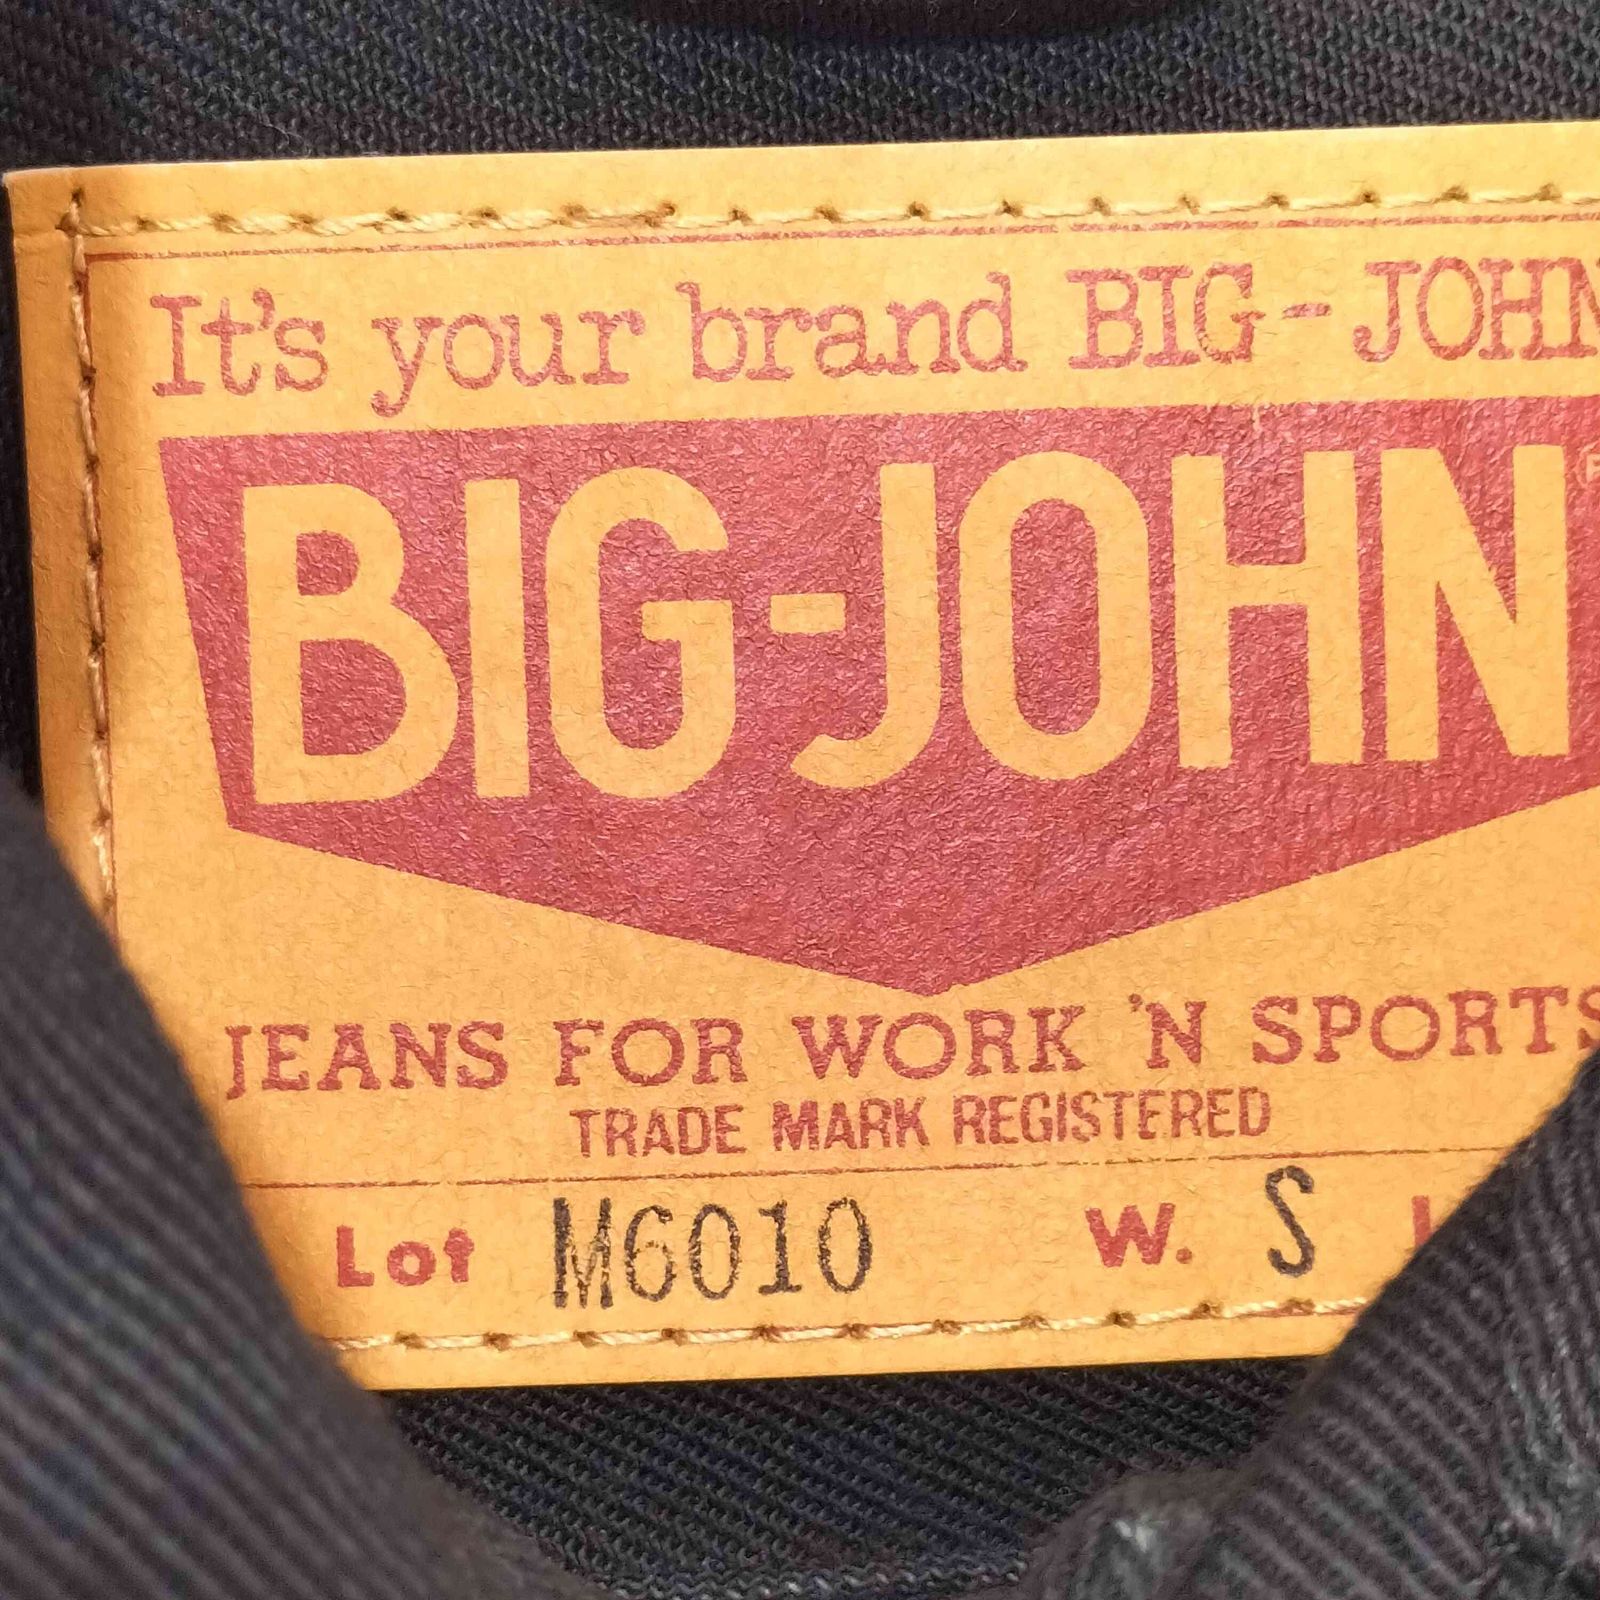 It's your brand BIG-JOHN
BIG-JOHN
JEANS FOR WORK 'N SPORTS
TRADE MARK REGISTERED
Lot M6010 W. S